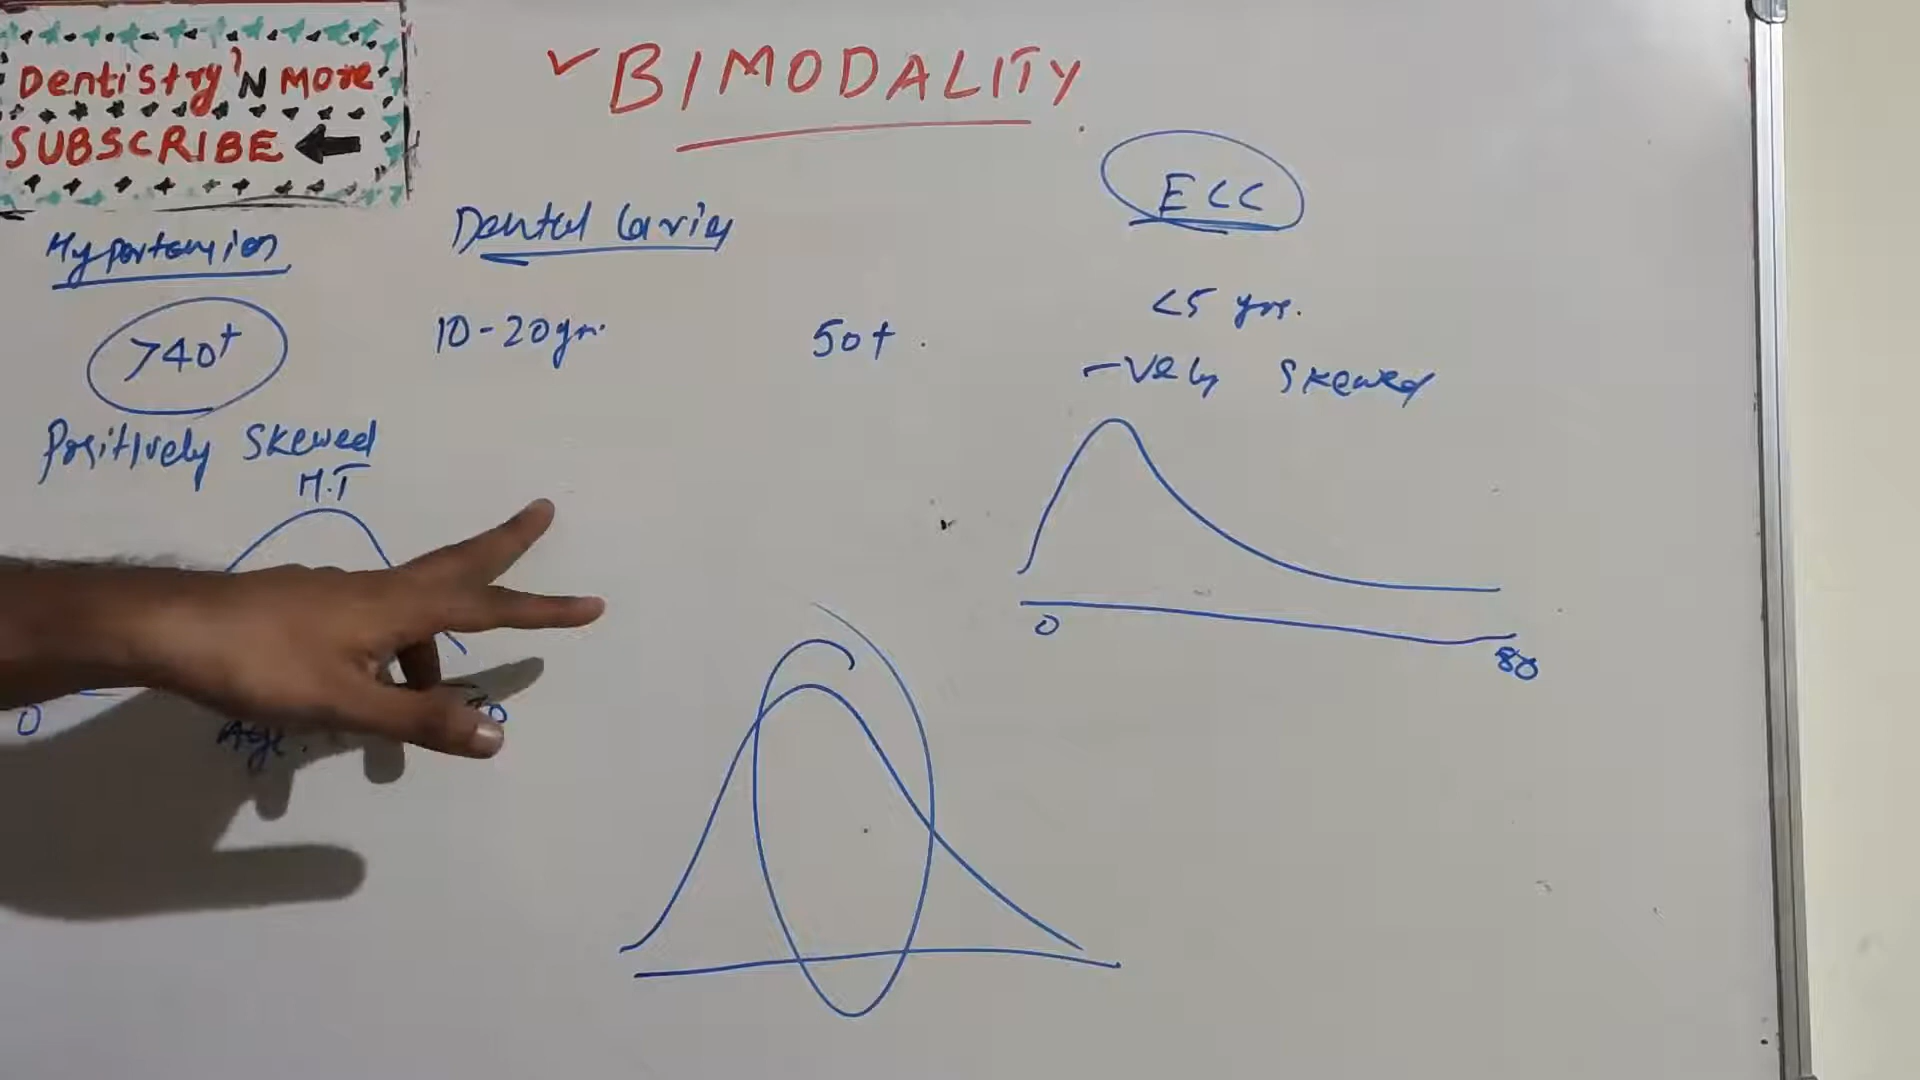 Dentistry'N More
SUBSCRIBE
✓ BIMODALITY
Hypertension
>40+
Positively Skewed
H.T
0
Age.
Dental Caries
10-20yr.
50+.
ECC
<5 yrs.
-Vely Skewed
0
80